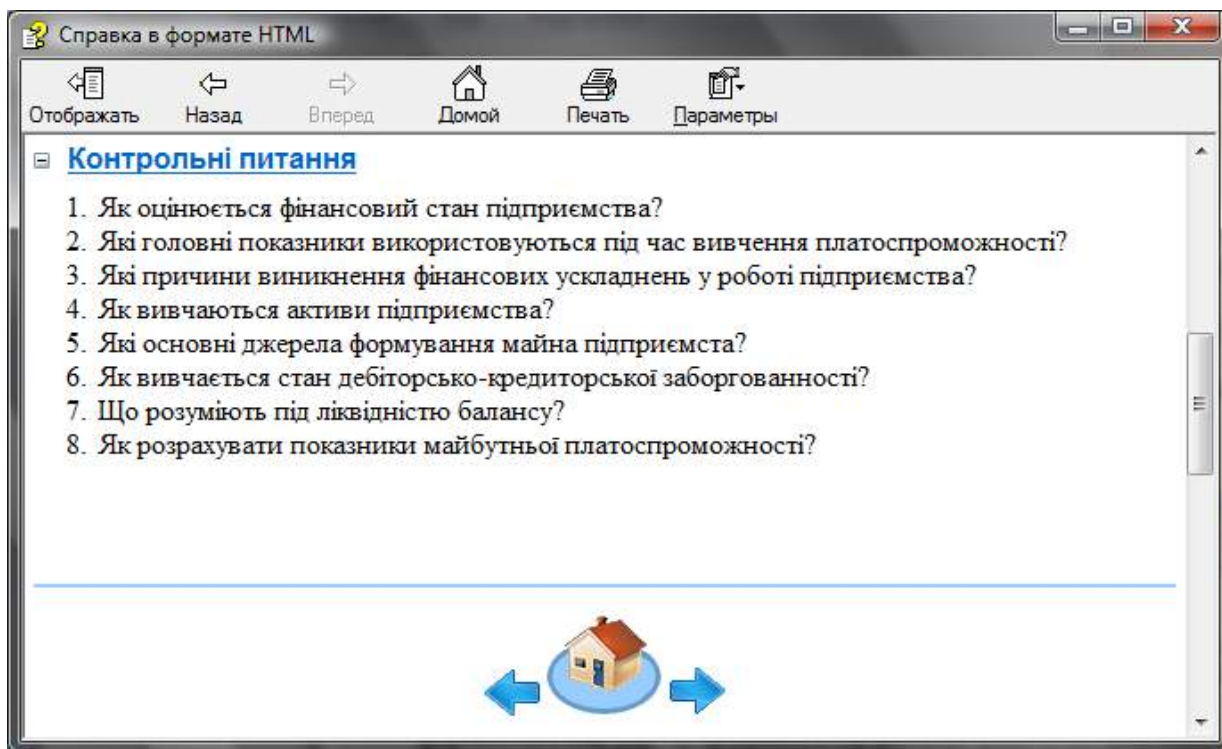 Справка в формате HTML
Отображать Назад Вперед Домой Печать Параметры
Контрольні питання
1. Як оцінюється фінансовий стан підприємства?
2. Які головні показники використовуються під час вивчення платоспроможності?
3. Які причини виникнення фінансових ускладнень у роботі підприємства?
4. Як вивчаються активи підприємства?
5. Які основні джерела формування майна підприємста?
6. Як вивчається стан дебіторсько-кредиторської заборгованності?
7. Що розуміють під ліквідністю балансу?
8. Як розрахувати показники майбутньої платоспроможності?